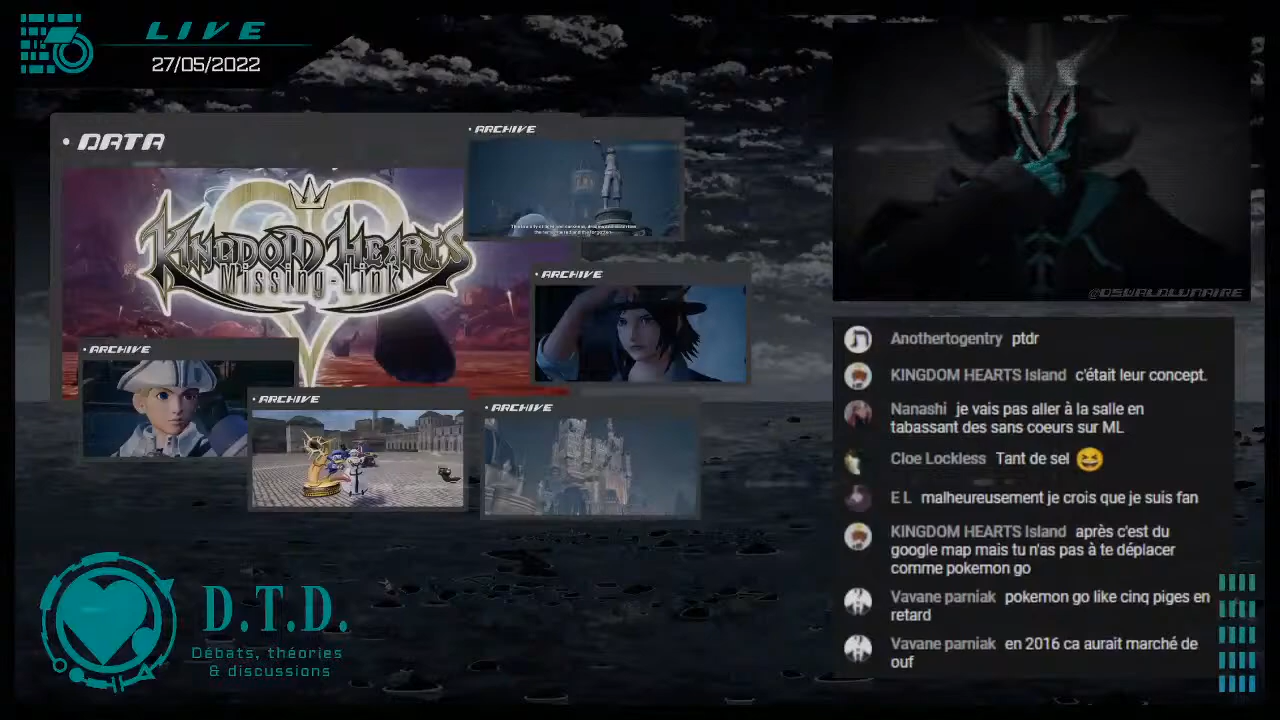 LIVE
27/05/2022
• DATA
• ARCHIVE
KINGDOM HEARTS
Missing-Link
• ARCHIVE
• ARCHIVE
• ARCHIVE
• ARCHIVE
@OSWALDLUNAIRE
Anothertogentry ptdr
KINGDOM HEARTS Island c'était leur concept.
Nanashi je vais pas aller à la salle en
tabassant des sans coeurs sur ML
Cloe Lockless Tant de sel 😆
E L malheureusement je crois que je suis fan
KINGDOM HEARTS Island après c'est du
google map mais tu n'as pas à te déplacer
comme pokemon go
Vavane parniak pokemon go like cinq piges en
retard
Vavane parniak en 2016 ca aurait marché de
ouf
D.T.D.
Débats, théories
& discussions